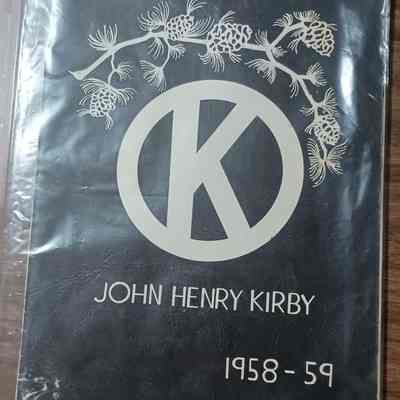 K
JOHN HENRY KIRBY
1958 - 59